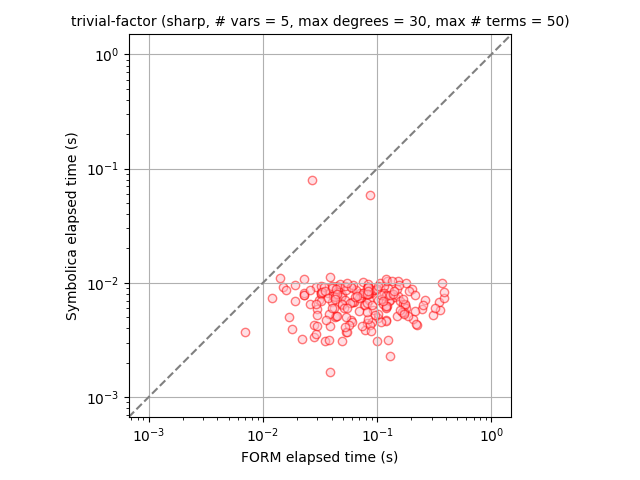 trivial-factor (sharp, # vars = 5, max degrees = 30, max # terms = 50)
Symbolica elapsed time (s)
10⁰
10⁻¹
10⁻²
10⁻³
10⁻³ 10⁻² 10⁻¹ 10⁰
FORM elapsed time (s)